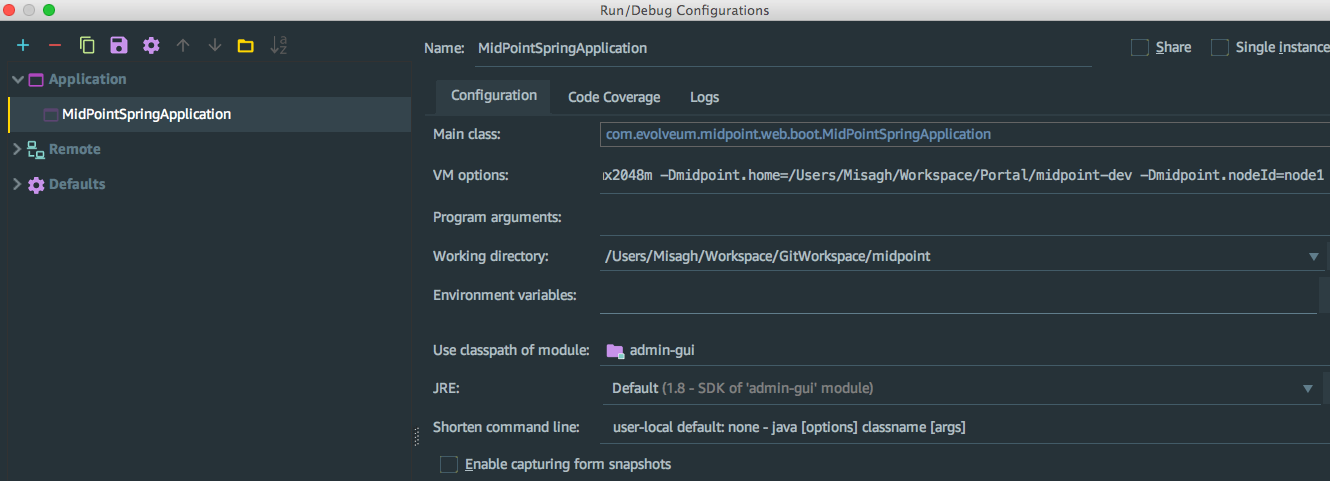 Run/Debug Configurations
Name: MidPointSpringApplication
Share
Single instance
Application
MidPointSpringApplication
Remote
Defaults
Configuration Code Coverage Logs
Main class: com.evolveum.midpoint.web.boot.MidPointSpringApplication
VM options: x2048m -Dmidpoint.home=/Users/Misagh/Workspace/Portal/midpoint-dev -Dmidpoint.nodeId=node1
Program arguments:
Working directory: /Users/Misagh/Workspace/GitWorkspace/midpoint
Environment variables:
Use classpath of module: admin-gui
JRE: Default (1.8 - SDK of 'admin-gui' module)
Shorten command line: user-local default: none - java [options] classname [args]
Enable capturing form snapshots